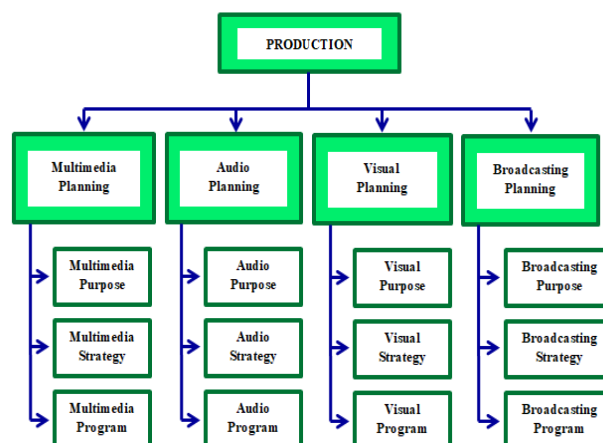 PRODUCTION
Multimedia
Planning
Audio
Planning
Visual
Planning
Broadcasting
Planning
Multimedia
Purpose
Audio
Purpose
Visual
Purpose
Broadcasting
Purpose
Multimedia
Strategy
Audio
Strategy
Visual
Strategy
Broadcasting
Strategy
Multimedia
Program
Audio
Program
Visual
Program
Broadcasting
Program